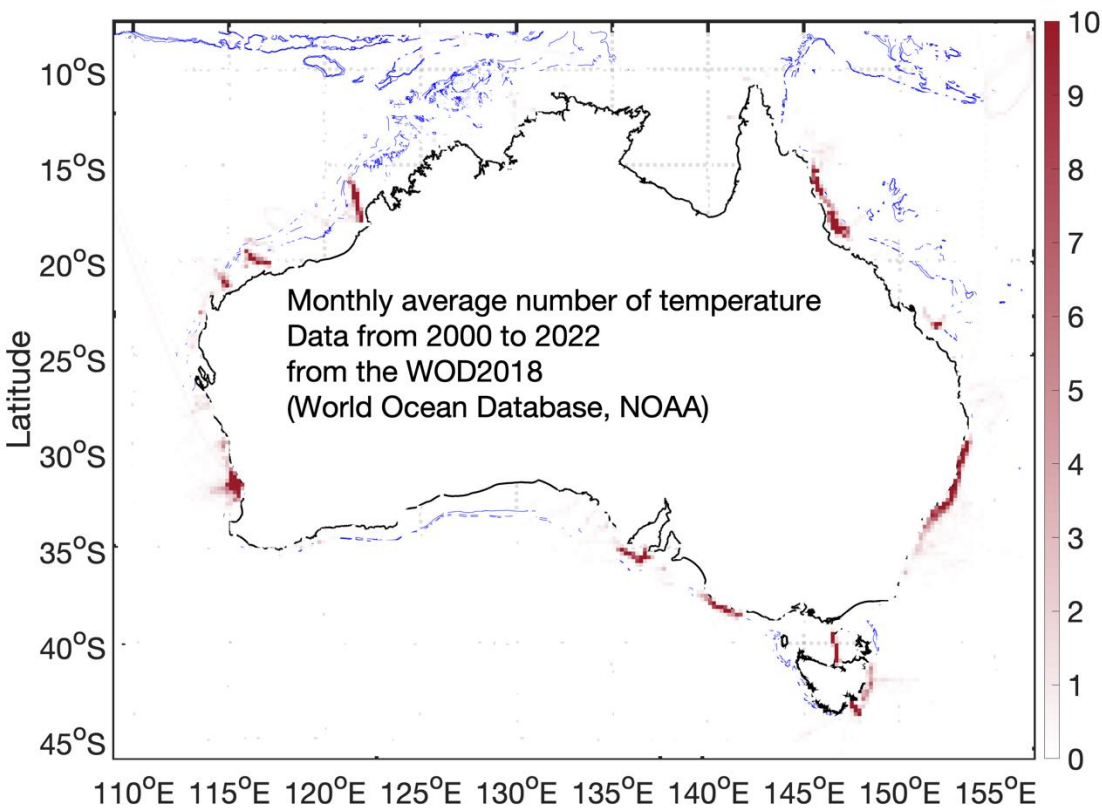 10
10°S
9
8
15°S
7
20°S
6
Monthly average number of temperature
Data from 2000 to 2022
from the WOD2018
(World Ocean Database, NOAA)
25°S
5
Latitude
4
30°S
3
35°S
2
40°S
1
45°S
0
110°E 115°E 120°E 125°E 130°E 135°E 140°E 145°E 150°E 155°E